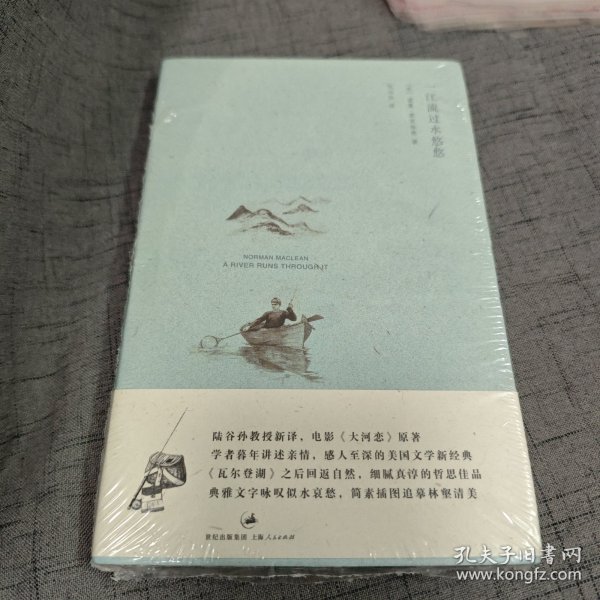 一江流过水悠悠
NORMAN MACLEAN
A RIVER RUNS THROUGH IT
陆谷孙教授新译，电影《大河恋》原著
学者暮年讲述亲情，感人至深的美国文学新经典
《瓦尔登湖》之后回返自然，细腻真淳的哲思佳品
典雅文字咏叹似水哀愁，简素插图追摹林壑清美
世纪出版集团 上海人民出版社
孔夫子旧书网
www.kongfz.com